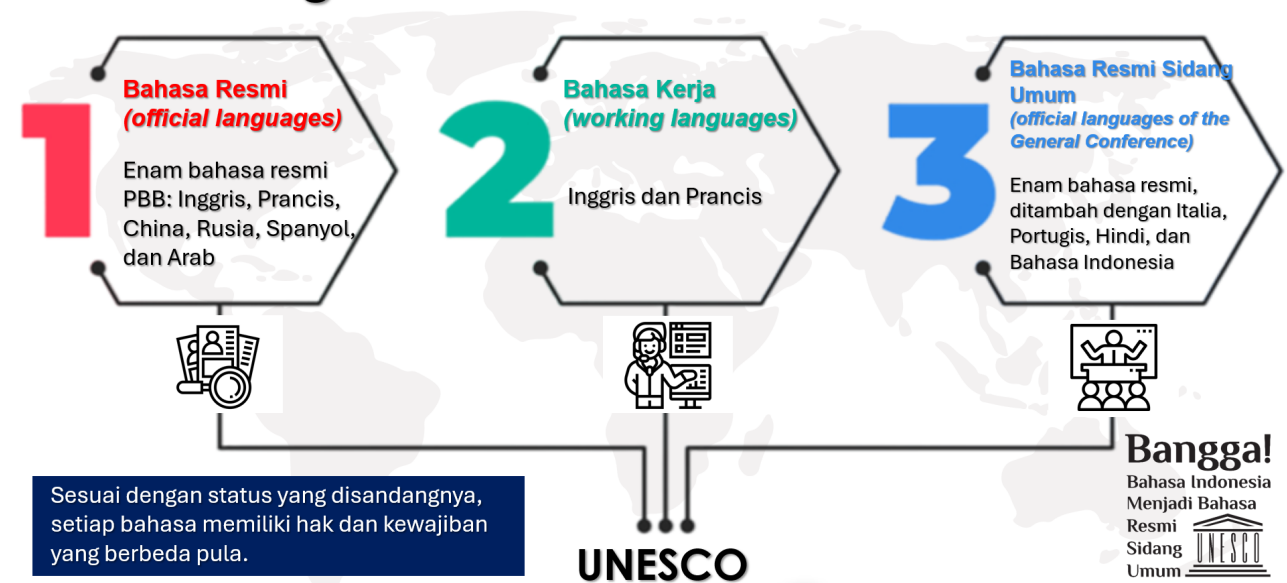 1
Bahasa Resmi
(official languages)
Enam bahasa resmi
PBB: Inggris, Prancis,
China, Rusia, Spanyol,
dan Arab
2
Bahasa Kerja
(working languages)
Inggris dan Prancis
3
Bahasa Resmi Sidang
Umum
(official languages of the
General Conference)
Enam bahasa resmi,
ditambah dengan Italia,
Portugis, Hindi, dan
Bahasa Indonesia
Sesuai dengan status yang disandangnya,
setiap bahasa memiliki hak dan kewajiban
yang berbeda pula.
UNESCO
Bangga!
Bahasa Indonesia
Menjadi Bahasa
Resmi
Sidang
Umum
UNESCO